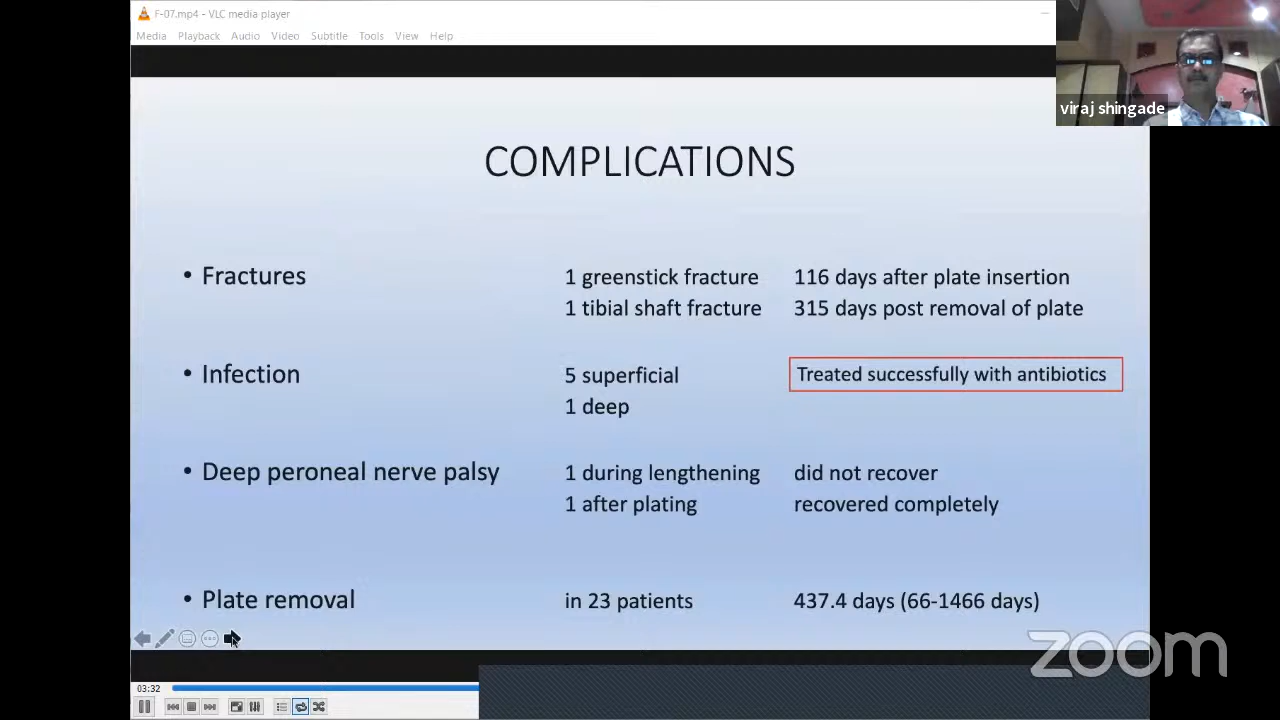 F-07.mp4 - VLC media player
Media Playback Audio Video Subtitle Tools View Help
viraj shingade
COMPLICATIONS
• Fractures 1 greenstick fracture 116 days after plate insertion
1 tibial shaft fracture 315 days post removal of plate
• Infection 5 superficial Treated successfully with antibiotics
1 deep
• Deep peroneal nerve palsy 1 during lengthening did not recover
1 after plating recovered completely
• Plate removal in 23 patients 437.4 days (66-1466 days)
zoom
03:32